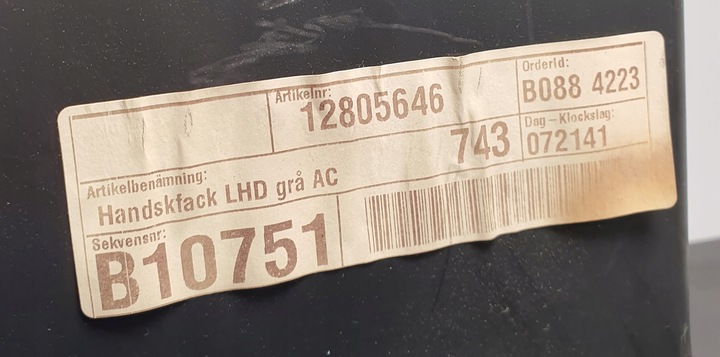 Artikelnr:
12805646
OrderId:
B088 4223
Artikelbenämning:
Handskfack LHD grå AC
743
Dag – Klockslag:
072141
Sekvensnr:
B10751